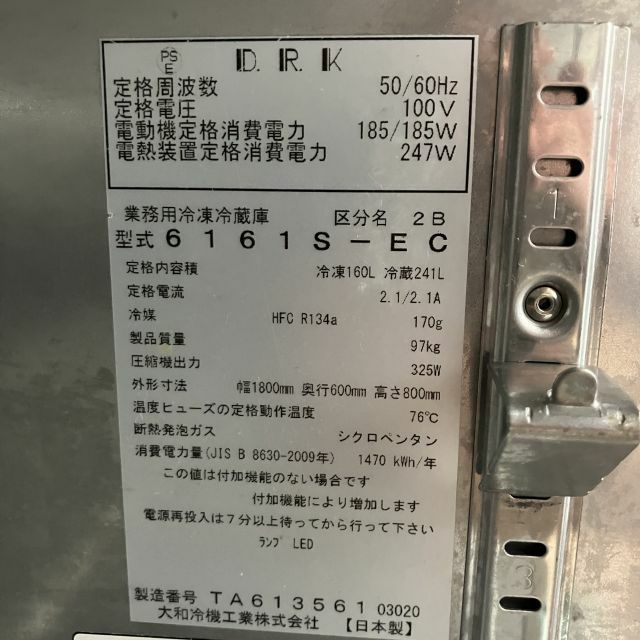 PS
E
D.R.K
定格周波数 50/60Hz
定格電圧 100V
電動機定格消費電力 185/185W
電熱装置定格消費電力 247W
業務用冷凍冷蔵庫 区分名 2B
型式 6161S-EC
定格内容積 冷凍160L 冷蔵241L
定格電流 2.1/2.1A
冷媒 HFC R134a 170g
製品質量 97kg
圧縮機出力 325W
外形寸法 幅1800mm 奥行600mm 高さ800mm
温度ヒューズの定格動作温度 76℃
断熱発泡ガス シクロペンタン
消費電力量(JIS B 8630-2009年) 1470 kWh/年
この値は付加機能のない場合です
付加機能により増加します
電源再投入は7分以上待ってから行って下さい
ﾗﾝﾌﾟ LED
製造番号 TA613561 03020
大和冷機工業株式会社 【日本製】
1
3